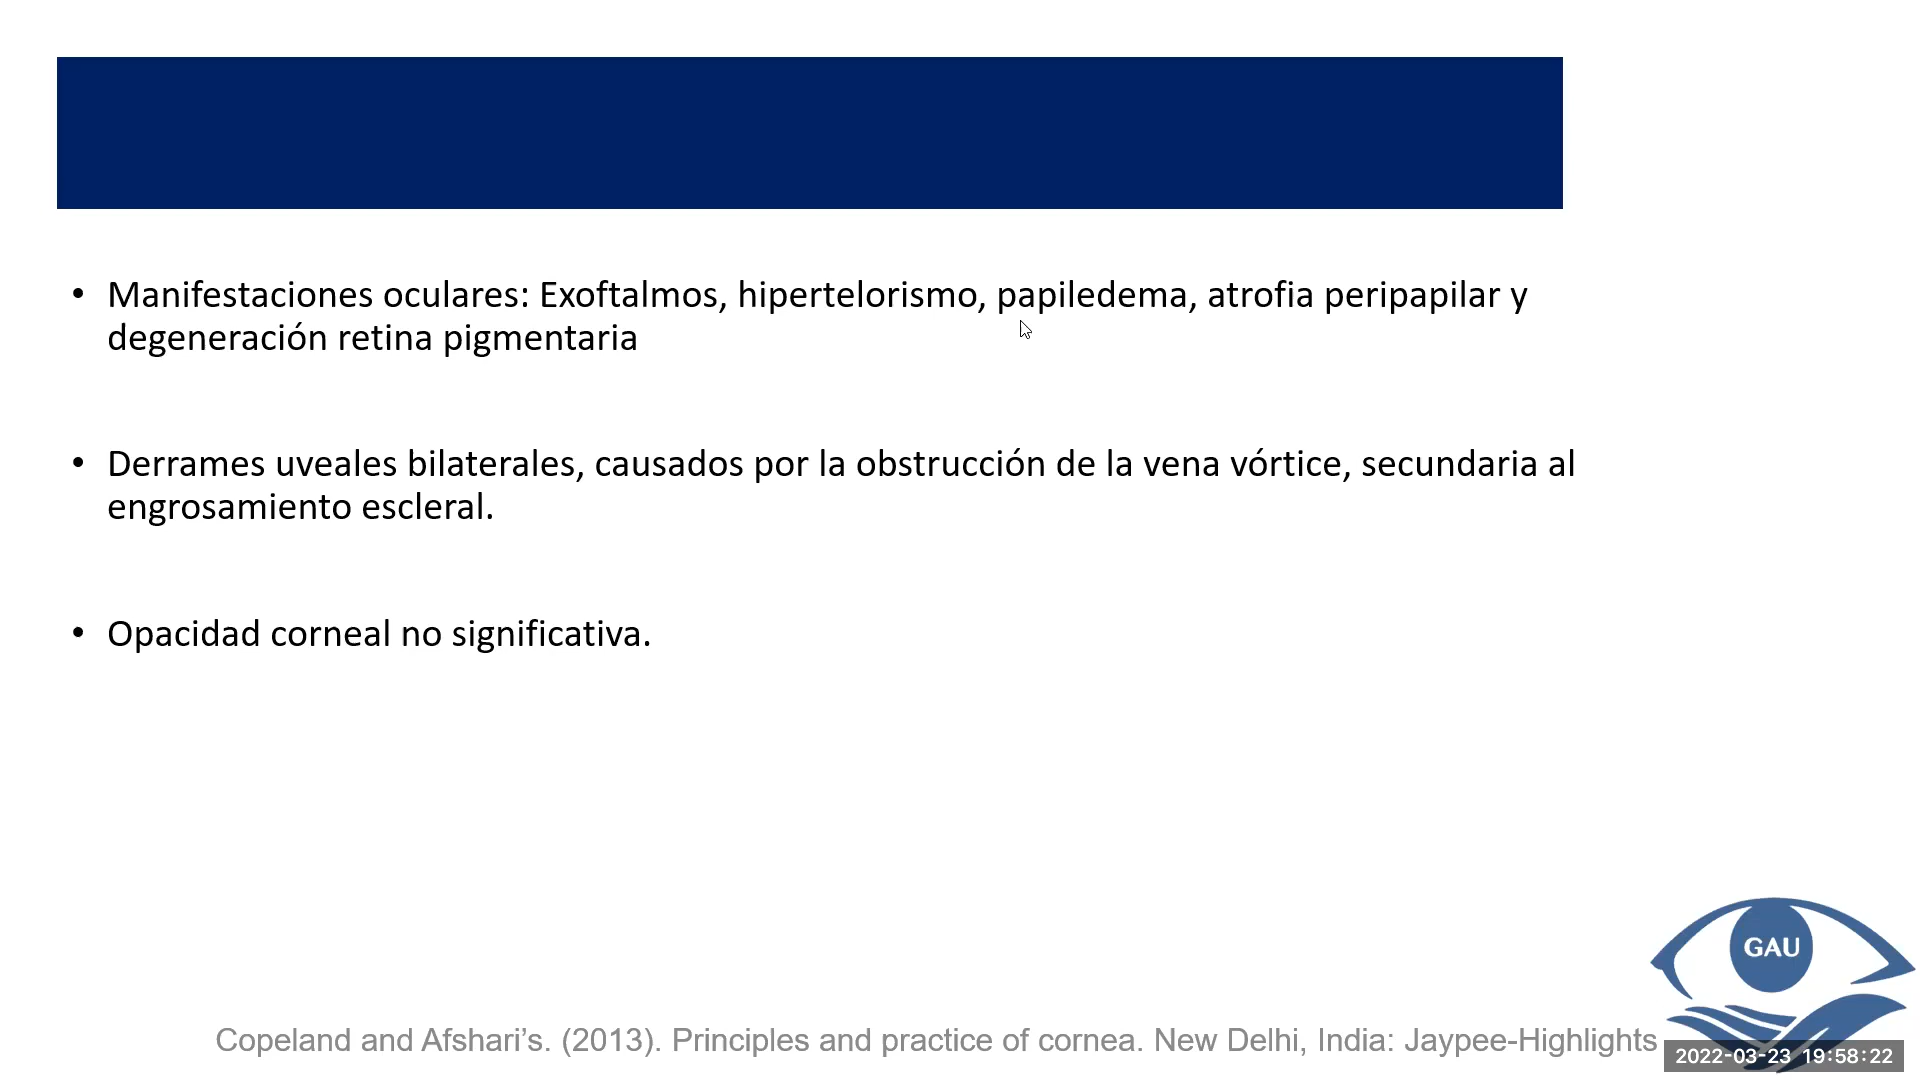 • Manifestaciones oculares: Exoftalmos, hipertelorismo, papiledema, atrofia peripapilar y
degeneración retina pigmentaria
• Derrames uveales bilaterales, causados por la obstrucción de la vena vórtice, secundaria al
engrosamiento escleral.
• Opacidad corneal no significativa.
GAU
Copeland and Afshari’s. (2013). Principles and practice of cornea. New Delhi, India: Jaypee-Highlights
2022-03-23 19:58:22